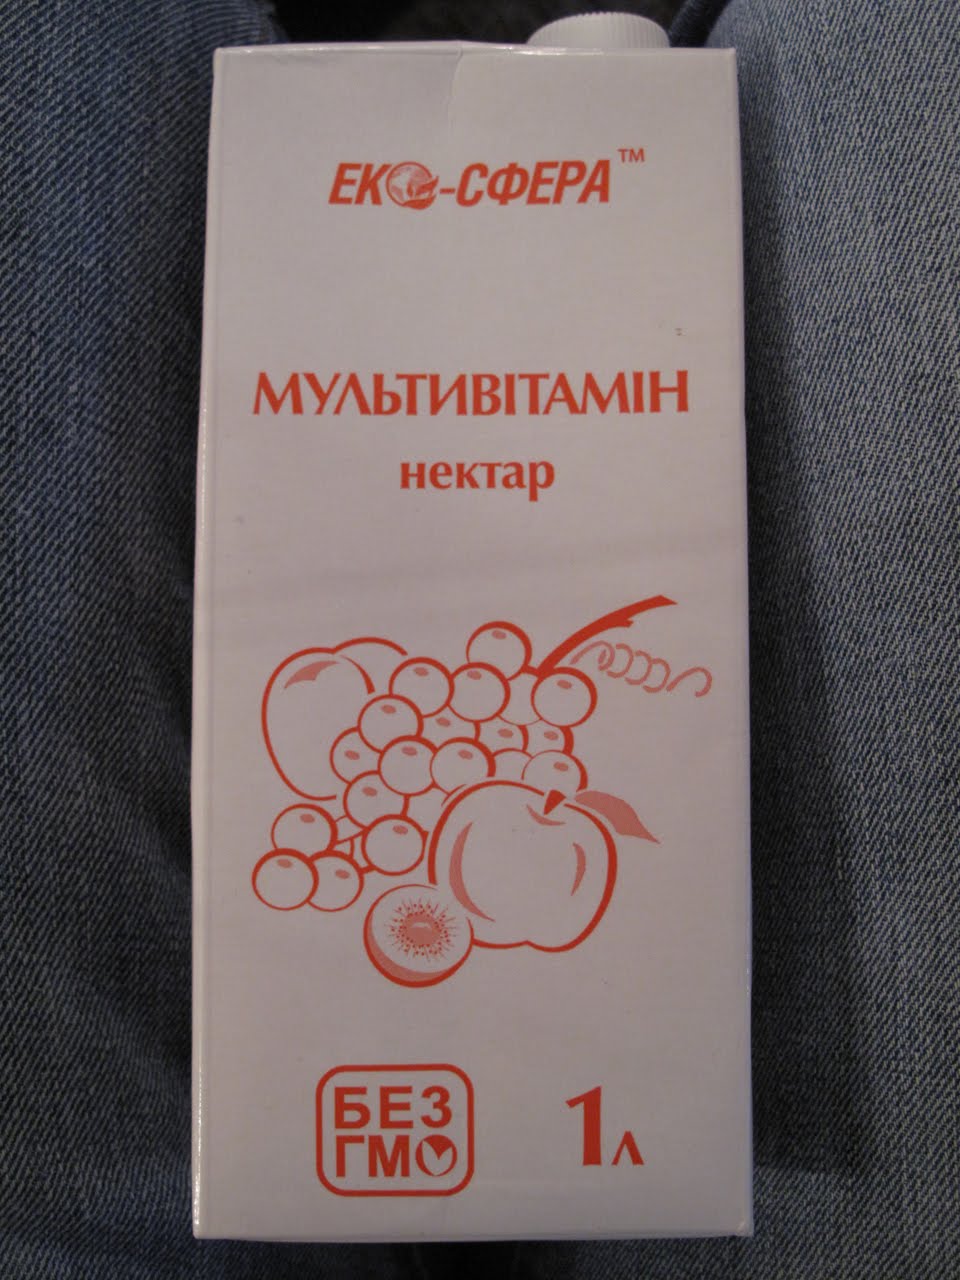 ЕКО-СФЕРА™
МУЛЬТИВІТАМІН
нектар
БЕЗ
ГМО
1л